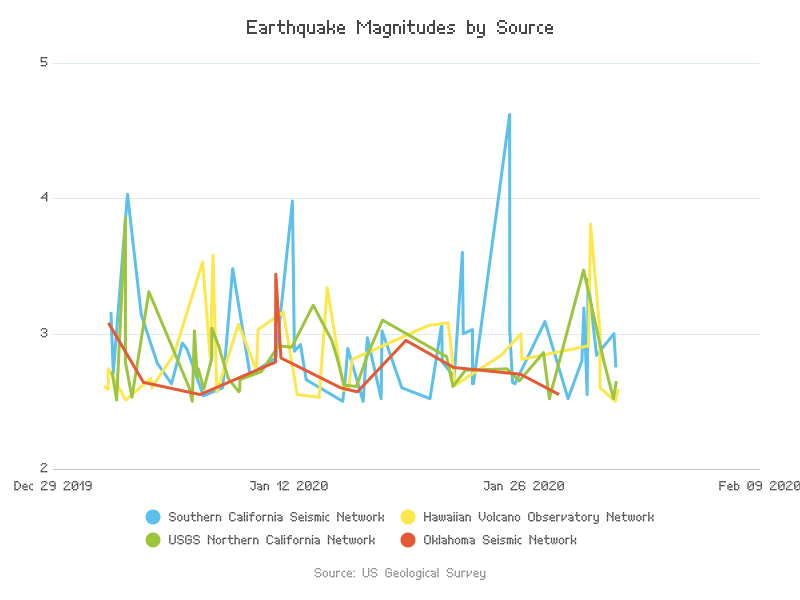 Earthquake Magnitudes by Source
5
4
3
2
Dec 29 2019 Jan 12 2020 Jan 26 2020 Feb 09 2020
Southern California Seismic Network Hawaiian Volcano Observatory Network
USGS Northern California Network Oklahoma Seismic Network
Source: US Geological Survey